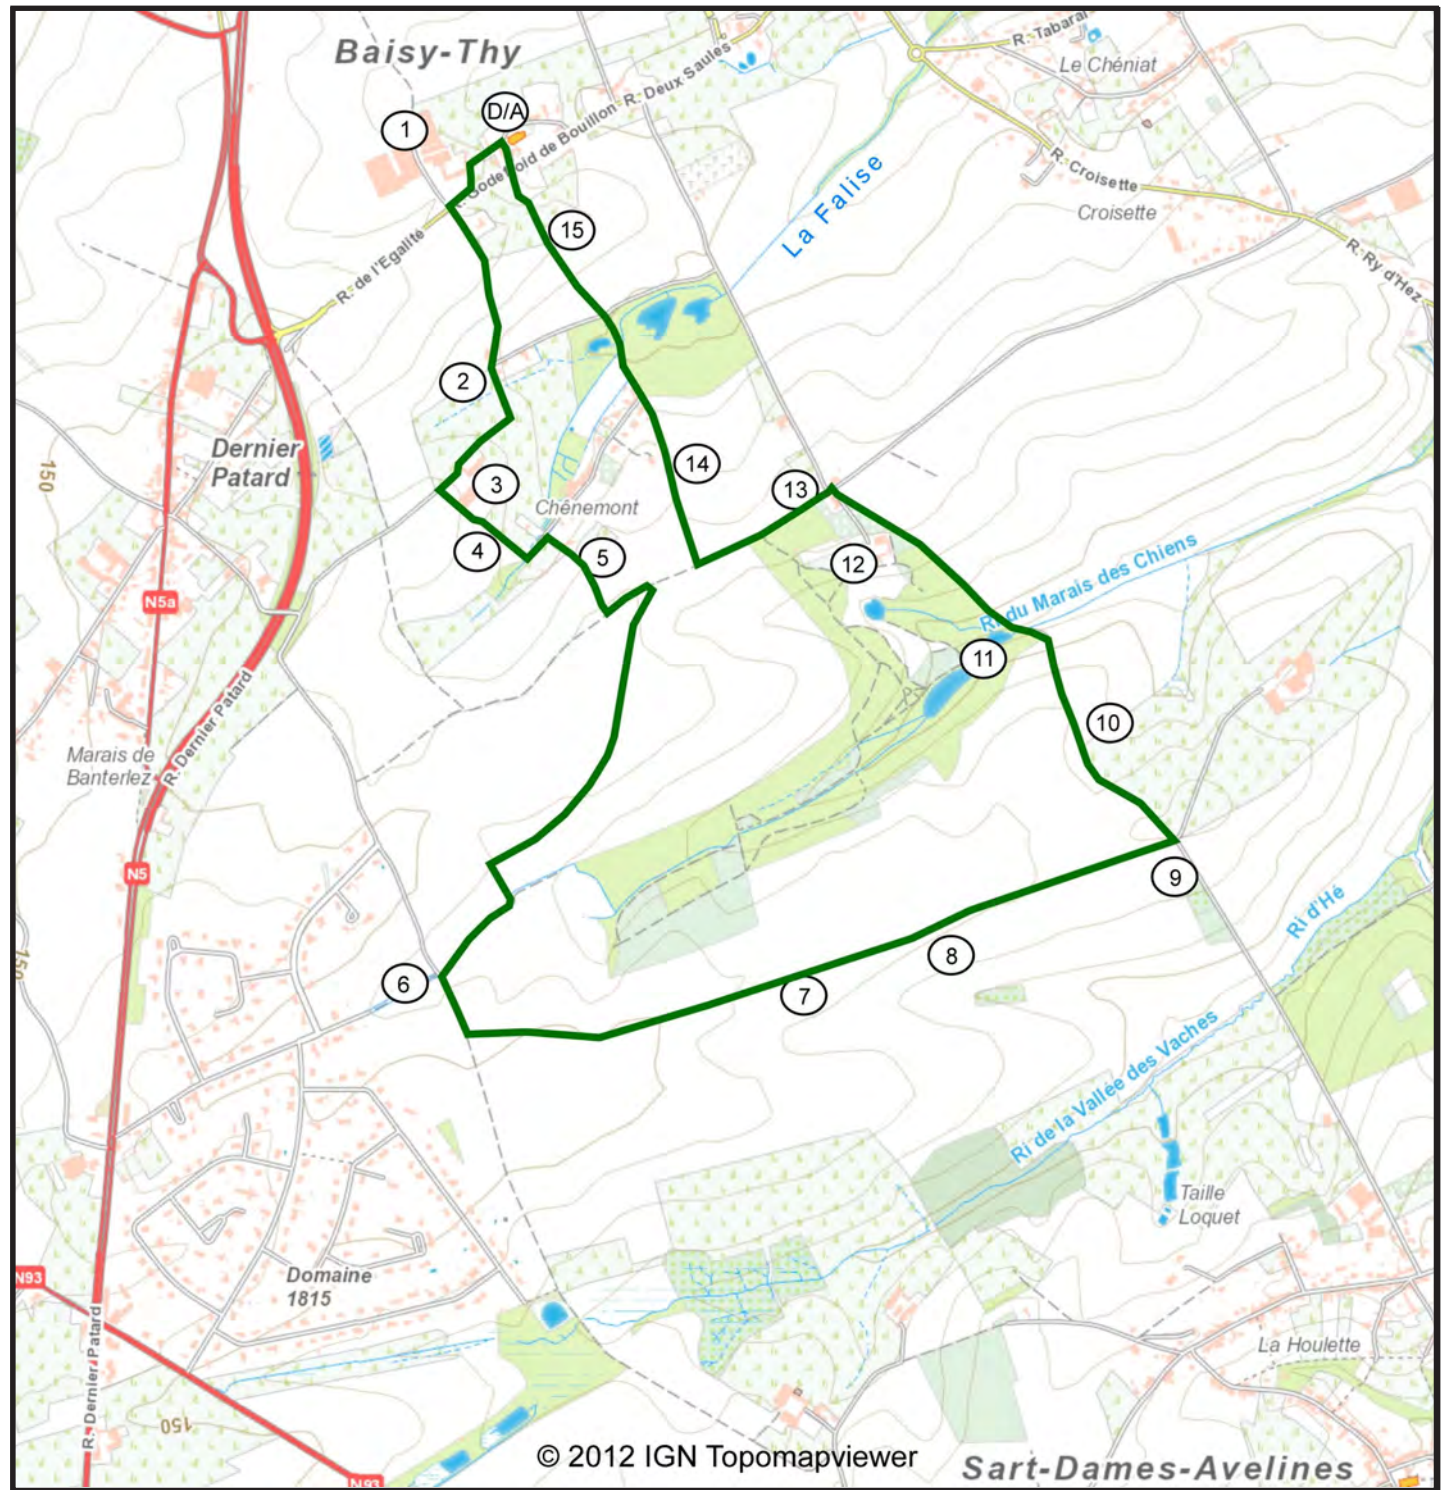 Baisy-Thy
R. Tabarai
Le Chéniat
D/A
1
R. Deux Saules
Godefroid de Bouillon
R. Croisette
Croisette
La Falise
15
R. de l'Egalité
R. Ry d'Hez
2
Dernier
Patard
14
13
3
150
Chênemont
4
5
12
Ri du Marais des Chiens
N5a
11
R. Dernier Patard
10
Marais de
Banterlez
N5
9
Ri d'Hé
8
150
6
7
Ri de la Vallée des Vaches
Taille
Loquet
N93
Domaine
1815
R. Dernier Patard
La Houlette
150
© 2012 IGN Topomapviewer
Sart-Dames-Avelines
N93